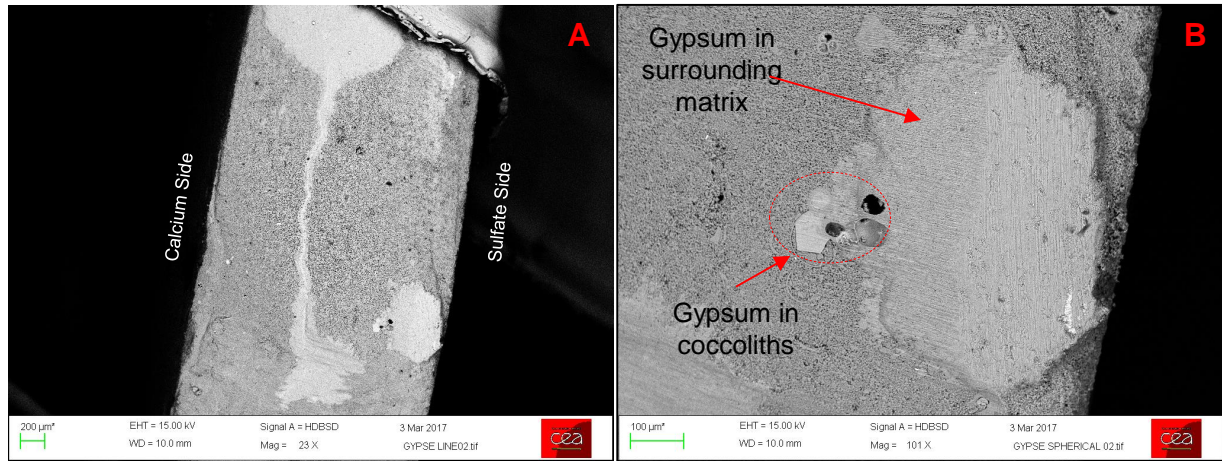 A
Calcium Side
Sulfate Side
200 µm*
EHT = 15.00 kV
Signal A = HDBSD
3 Mar 2017
WD = 10.0 mm
Mag = 23 X
GYPSE LINE02.tif
cea
B
Gypsum in
surrounding
matrix
Gypsum in
coccoliths
100 µm*
EHT = 15.00 kV
Signal A = HDBSD
3 Mar 2017
WD = 10.0 mm
Mag = 101 X
GYPSE SPHERICAL 02.tif
cea